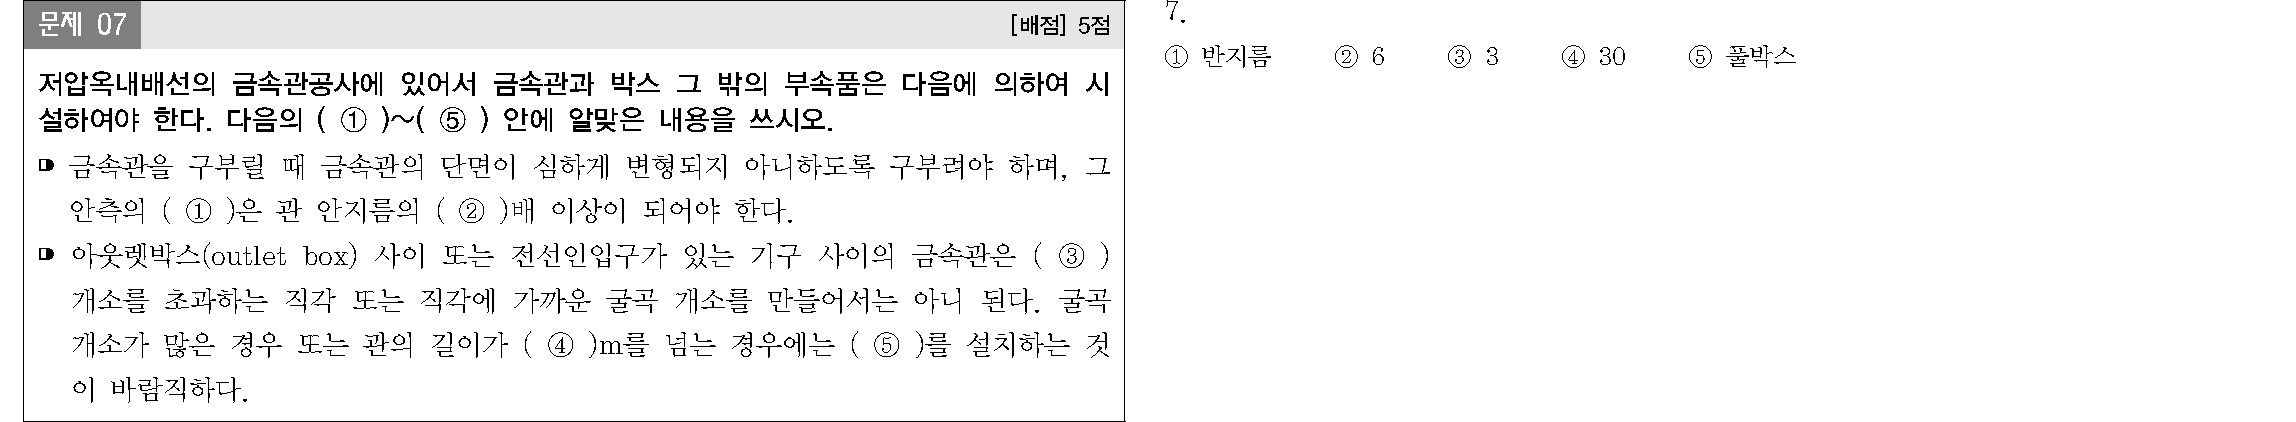 문제 07
[배점] 5점
저압옥내배선의 금속관공사에 있어서 금속관과 박스 그 밖의 부속품은 다음에 의하여 시
설하여야 한다. 다음의 ( ① )~( ⑤ ) 안에 알맞은 내용을 쓰시오.
금속관을 구부릴 때 금속관의 단면이 심하게 변형되지 아니하도록 구부려야 하며, 그
안측의 ( ① )은 관 안지름의 ( ② )배 이상이 되어야 한다.
아웃렛박스(outlet box) 사이 또는 전선인입구가 있는 기구 사이의 금속관은 ( ③ )
개소를 초과하는 직각 또는 직각에 가까운 굴곡 개소를 만들어서는 아니 된다. 굴곡
개소가 많은 경우 또는 관의 길이가 ( ④ )m를 넘는 경우에는 ( ⑤ )를 설치하는 것
이 바람직하다.
7.
① 반지름 ② 6 ③ 3 ④ 30 ⑤ 풀박스